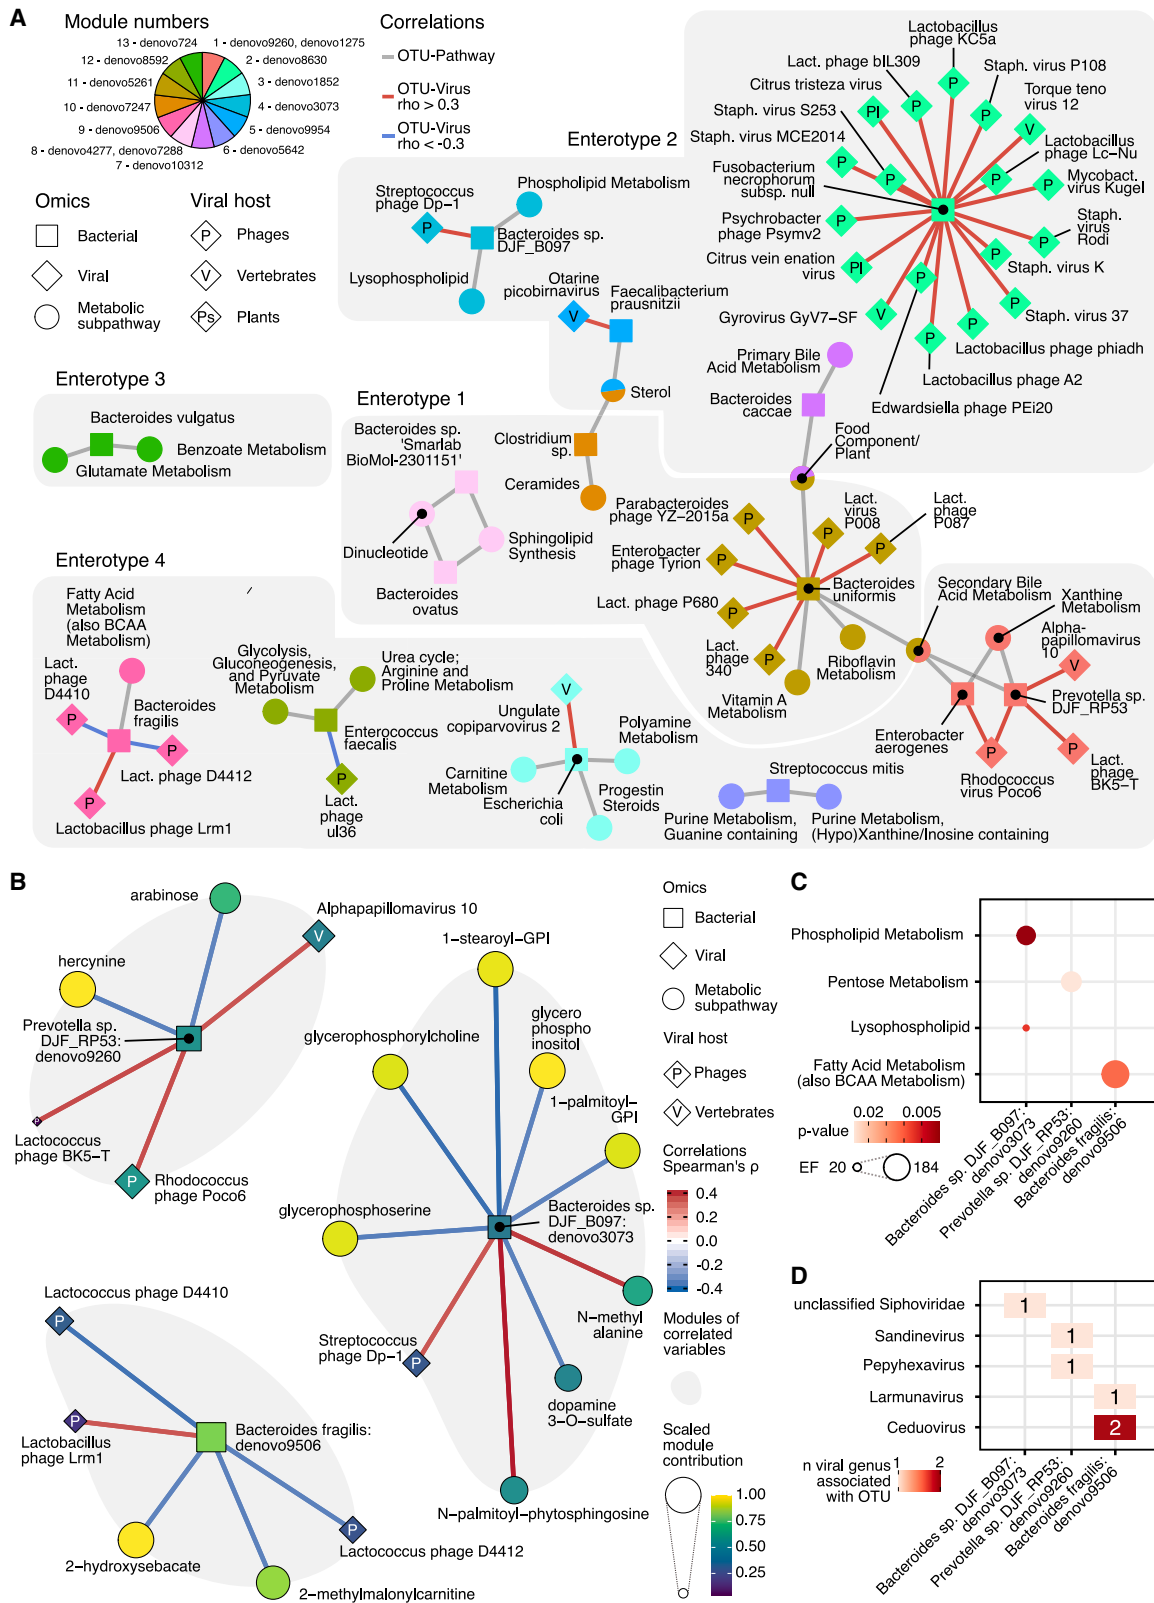 A
Module numbers
13 - denovo724
1 - denovo9260, denovo1275
12 - denovo8592
2 - denovo8630
11 - denovo5261
3 - denovo1852
10 - denovo7247
4 - denovo3073
9 - denovo9506
5 - denovo9954
8 - denovo4277, denovo7288
6 - denovo5642
7 - denovo10312
Correlations
OTU-Pathway
OTU-Virus
rho > 0.3
OTU-Virus
rho < -0.3
Omics
Bacterial
Viral
Metabolic
subpathway
Viral host
P
Phages
V
Vertebrates
Ps
Plants
Enterotype 2
Streptococcus
phage Dp−1
P
Phospholipid Metabolism
Bacteroides sp.
DJF_B097
Lysophospholipid
Otarine
picobirnavirus
V
Faecalibacterium
prausnitzii
Sterol
Lactobacillus
phage KC5a
Lact. phage bIL309
Staph. virus P108
Citrus tristeza virus
Torque teno
virus 12
Staph. virus S253
Staph. virus MCE2014
Lactobacillus
phage Lc−Nu
Fusobacterium
necrophorum
subsp. null
Mycobact.
virus Kugel
Psychrobacter
phage Psymv2
Staph.
virus
Rodi
Citrus vein enation
virus
Staph. virus K
Gyrovirus GyV7−SF
Staph. virus 37
Lactobacillus phage phiadh
Lactobacillus phage A2
Edwardsiella phage PEi20
P
P
P
Pl
V
P
P
P
P
P
P
Pl
P
P
V
P
P
P
Primary Bile
Acid Metabolism
Bacteroides
caccae
Food
Component/
Plant
Enterotype 3
Bacteroides vulgatus
Benzoate Metabolism
Glutamate Metabolism
Enterotype 1
Bacteroides sp.
'Smarlab
BioMol−2301151'
Dinucleotide
Sphingolipid
Synthesis
Bacteroides
ovatus
Clostridium
sp.
Ceramides
Parabacteroides
phage YZ−2015a
Lact.
virus
P008
Lact.
phage
P087
Enterobacter
phage Tyrion
Lact. phage P680
Bacteroides
uniformis
Lact.
phage
340
Riboflavin
Metabolism
Vitamin A
Metabolism
P
P
P
P
P
P
Enterotype 4
Fatty Acid
Metabolism
(also BCAA
Metabolism)
Lact.
phage
D4410
P
Bacteroides
fragilis
P
Lact. phage D4412
P
Lactobacillus phage Lrm1
Glycolysis,
Gluconeogenesis,
and Pyruvate
Metabolism
Urea cycle;
Arginine and
Proline Metabolism
Enterococcus
faecalis
P
Lact.
phage
ul36
V
Ungulate
copiparvovirus 2
Polyamine
Metabolism
Carnitine
Metabolism
Escherichia
coli
Progestin
Steroids
Streptococcus mitis
Purine Metabolism,
Guanine containing
Purine Metabolism,
(Hypo)Xanthine/Inosine containing
Secondary Bile
Acid Metabolism
Xanthine
Metabolism
Alpha-
papillomavirus
10
V
Prevotella sp.
DJF_RP53
Enterobacter
aerogenes
P
Rhodococcus
virus Poco6
P
Lact.
phage
BK5−T
B
arabinose
Alphapapillomavirus 10
V
hercynine
Prevotella sp.
DJF_RP53:
denovo9260
P
Lactococcus
phage BK5−T
P
Rhodococcus
phage Poco6
1−stearoyl−GPI
glycerophosphorylcholine
glycero
phospho
inositol
1−palmitoyl−
GPI
glycerophosphoserine
Bacteroides sp.
DJF_B097:
denovo3073
Streptococcus
phage Dp−1
P
N−methyl
alanine
dopamine
3−O−sulfate
N−palmitoyl−phytosphingosine
Lactococcus phage D4410
P
P
Lactobacillus
phage Lrm1
Bacteroides fragilis:
denovo9506
P
Lactococcus phage D4412
2−hydroxysebacate
2−methylmalonylcarnitine
Omics
Bacterial
Viral
Metabolic
subpathway
Viral host
P
Phages
V
Vertebrates
Correlations
Spearman's ρ
0.4
0.2
0.0
-0.2
-0.4
Modules of
correlated
variables
Scaled
module
contribution
1.00
0.75
0.50
0.25
C
Phospholipid Metabolism
Pentose Metabolism
Lysophospholipid
Fatty Acid Metabolism
(also BCAA Metabolism)
0.02
0.005
p-value
EF
20
184
Bacteroides sp. DJF_B097:
denovo3073
Prevotella sp. DJF_RP53:
denovo9260
Bacteroides fragilis:
denovo9506
D
unclassified Siphoviridae
1
Sandinevirus
1
Pepyhexavirus
1
Larmunavirus
1
Ceduovirus
2
n viral genus
associated
with OTU
1
2
Bacteroides sp. DJF_B097:
denovo3073
Prevotella sp. DJF_RP53:
denovo9260
Bacteroides fragilis:
denovo9506